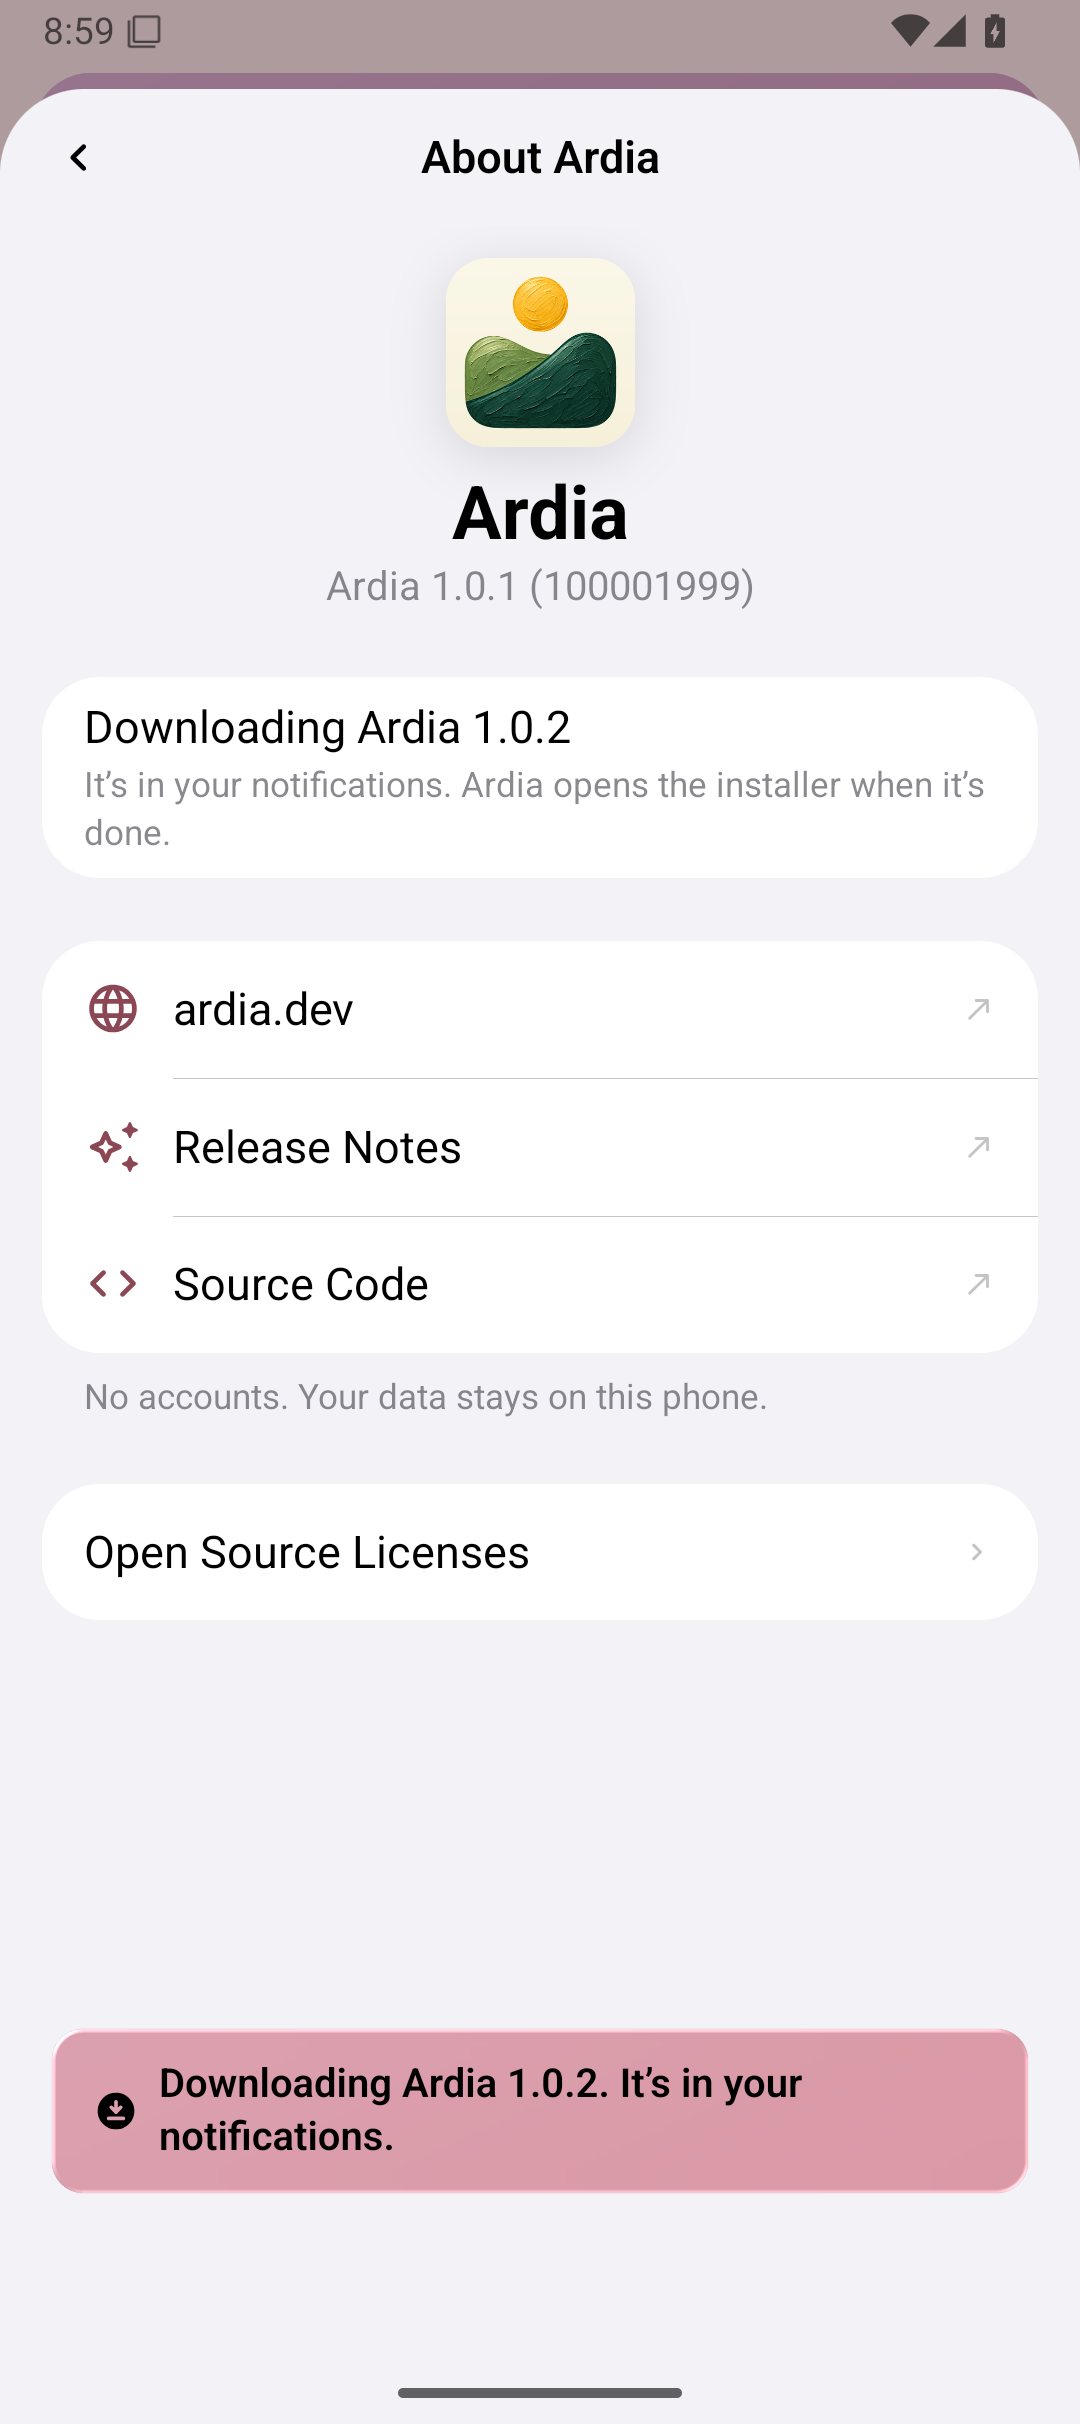 8:59
About Ardia
Ardia
Ardia 1.0.1 (100001999)
Downloading Ardia 1.0.2
It’s in your notifications. Ardia opens the installer when it’s
done.
ardia.dev
Release Notes
Source Code
No accounts. Your data stays on this phone.
Open Source Licenses
Downloading Ardia 1.0.2. It’s in your
notifications.